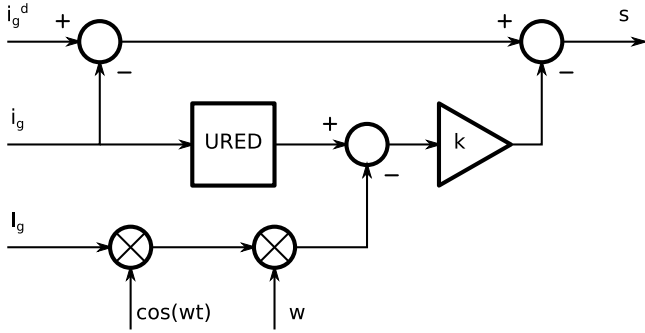 i_g^d + + s
− −
i_g URED + k
−
I_g
cos(wt) w